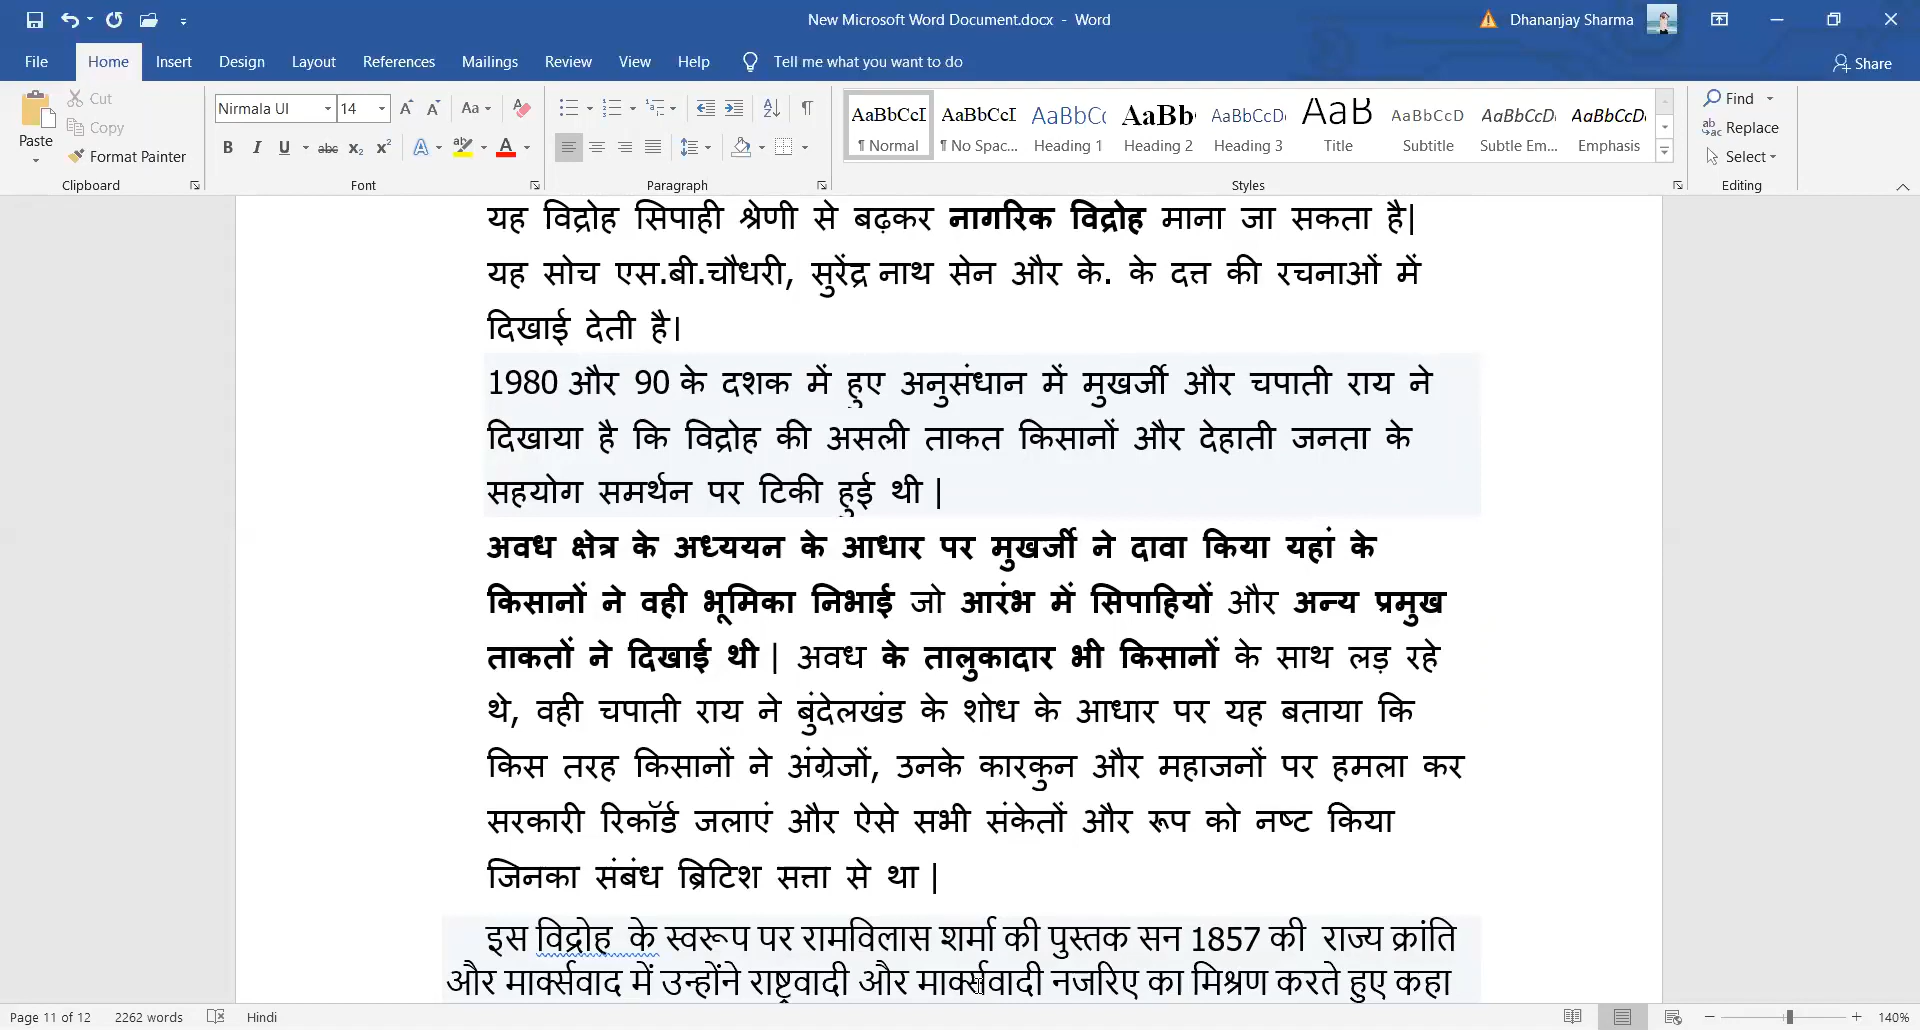 New Microsoft Word Document.docx - Word
Dhananjay Sharma
File Home Insert Design Layout References Mailings Review View Help Tell me what you want to do
Share
Paste
Cut
Copy
Format Painter
Clipboard
Nirmala UI 14
Font
Paragraph
AaBbCcI AaBbCcI AaBbCc AaBbC AaBbCcD AaB AaBbCcD AaBbCcD AaBbCcD
¶ Normal ¶ No Spac... Heading 1 Heading 2 Heading 3 Title Subtitle Subtle Em... Emphasis
Styles
Find
Replace
Select
Editing
यह विद्रोह सिपाही श्रेणी से बढ़कर नागरिक विद्रोह माना जा सकता है|
यह सोच एस.बी.चौधरी, सुरेंद्र नाथ सेन और के. के दत्त की रचनाओं में
दिखाई देती है।
1980 और 90 के दशक में हुए अनुसंधान में मुखर्जी और चपाती राय ने
दिखाया है कि विद्रोह की असली ताकत किसानों और देहाती जनता के
सहयोग समर्थन पर टिकी हुई थी |
अवध क्षेत्र के अध्ययन के आधार पर मुखर्जी ने दावा किया यहां के
किसानों ने वही भूमिका निभाई जो आरंभ में सिपाहियों और अन्य प्रमुख
ताकतों ने दिखाई थी | अवध के तालुकादार भी किसानों के साथ लड़ रहे
थे, वही चपाती राय ने बुंदेलखंड के शोध के आधार पर यह बताया कि
किस तरह किसानों ने अंग्रेजों, उनके कारकुन और महाजनों पर हमला कर
सरकारी रिकॉर्ड जलाएं और ऐसे सभी संकेतों और रूप को नष्ट किया
जिनका संबंध ब्रिटिश सत्ता से था |
इस विद्रोह के स्वरूप पर रामविलास शर्मा की पुस्तक सन 1857 की राज्य क्रांति
और मार्क्सवाद में उन्होंने राष्ट्रवादी और मार्क्सवादी नजरिए का मिश्रण करते हुए कहा
Page 11 of 12 2262 words Hindi 140%